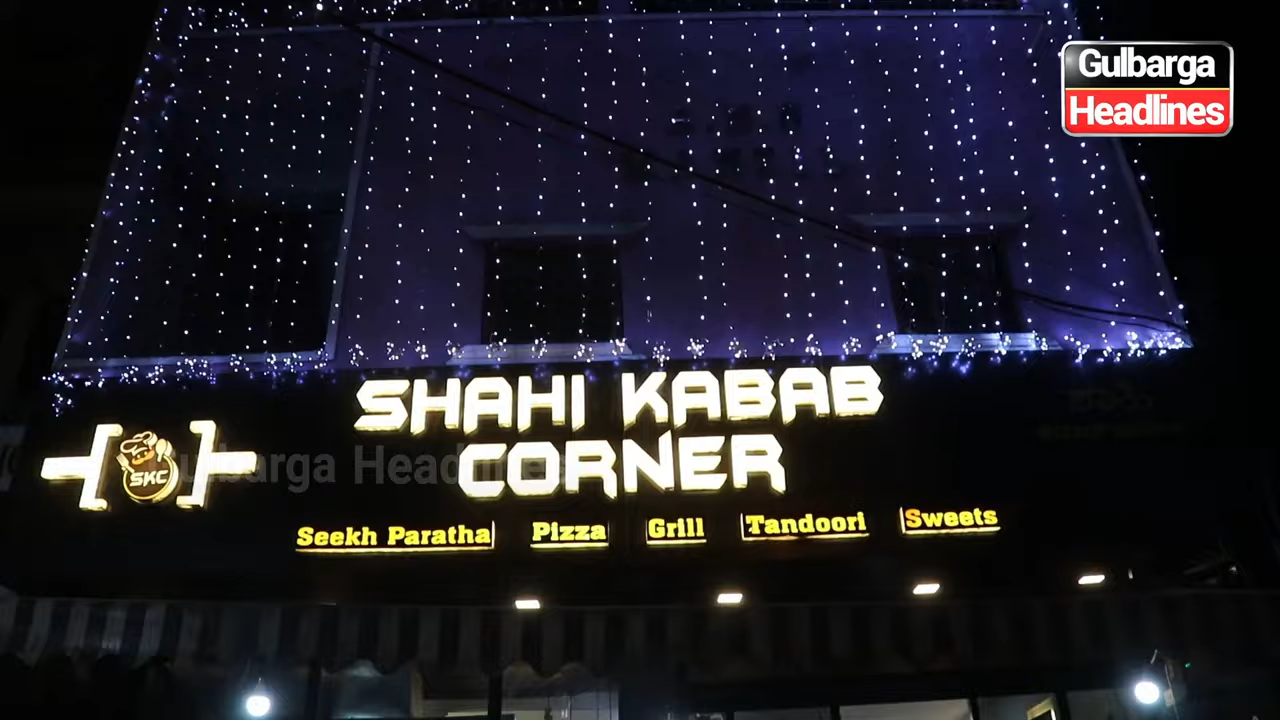 Gulbarga
Headlines
SHAHI KABAB
CORNER
SKC
Gulbarga Headlines
Seekh Paratha Pizza Grill Tandoori Sweets